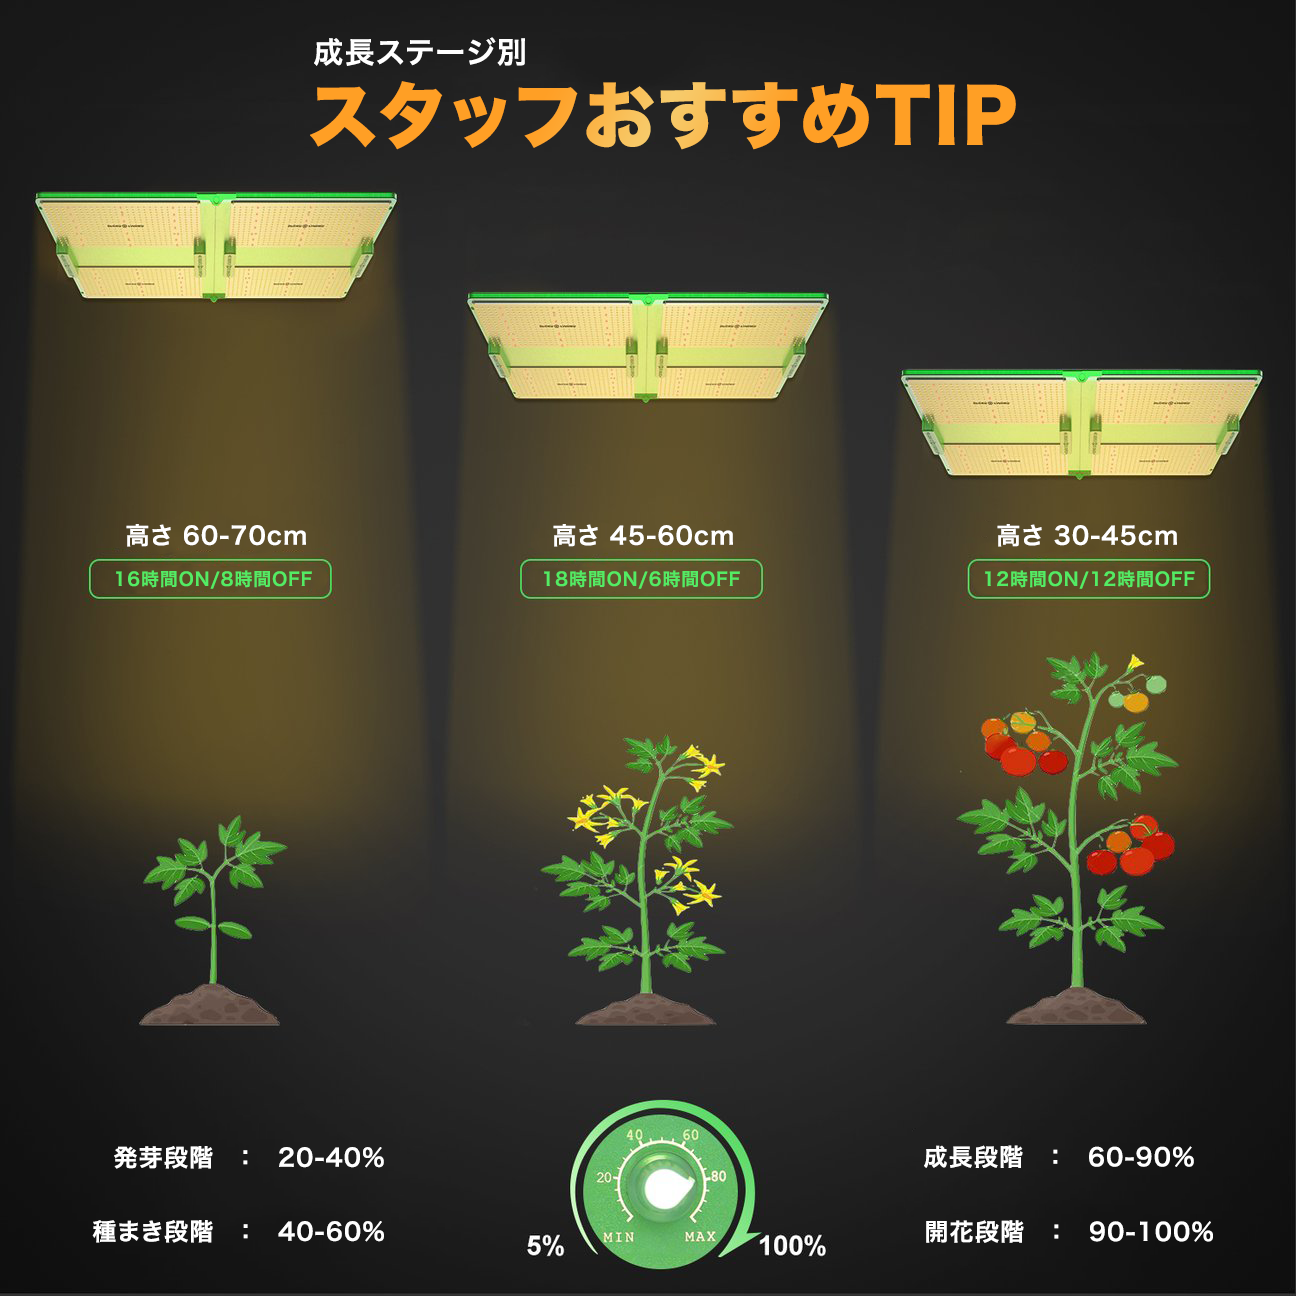 成長ステージ別
スタッフおすすめTIP
高さ 60-70cm
16時間ON/8時間OFF
高さ 45-60cm
18時間ON/6時間OFF
高さ 30-45cm
12時間ON/12時間OFF
発芽段階 : 20-40%
種まき段階 : 40-60%
20
40
60
80
MIN
MAX
5%
100%
成長段階 : 60-90%
開花段階 : 90-100%